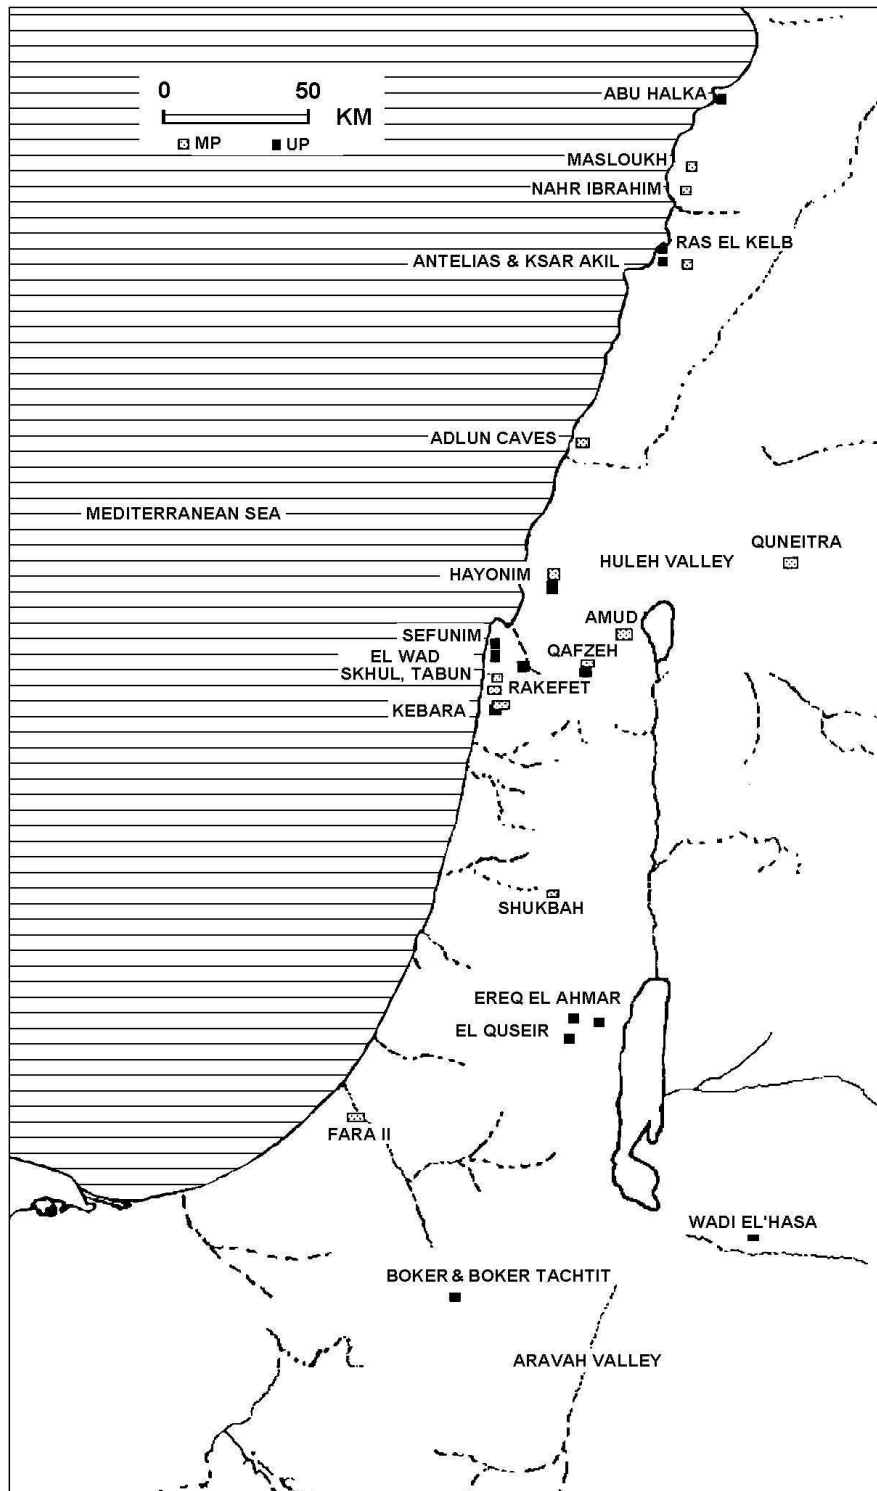 0 50
KM
MP UP
ABU HALKA
MASLOUKH
NAHR IBRAHIM
RAS EL KELB
ANTELIAS & KSAR AKIL
ADLUN CAVES
MEDITERRANEAN SEA
QUNEITRA
HULEH VALLEY
HAYONIM
AMUD
SEFUNIM
QAFZEH
EL WAD
SKHUL, TABUN
RAKEFET
KEBARA
SHUKBAH
EREQ EL AHMAR
EL QUSEIR
FARA II
WADI EL'HASA
BOKER & BOKER TACHTIT
ARAVAH VALLEY